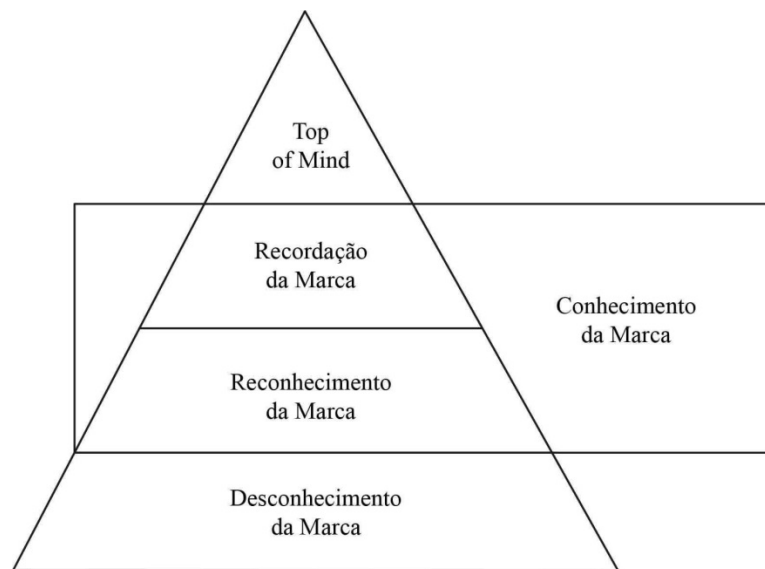 Top
of Mind
Recordação
da Marca
Conhecimento
da Marca
Reconhecimento
da Marca
Desconhecimento
da Marca